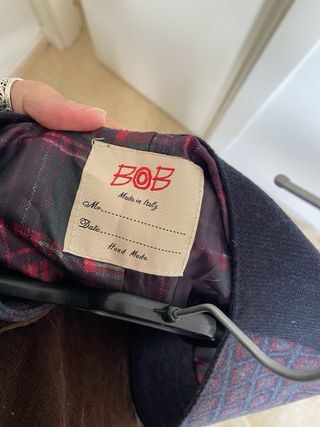 BOB
Made in Italy
Mr.....................
Date.....................
Hand Made